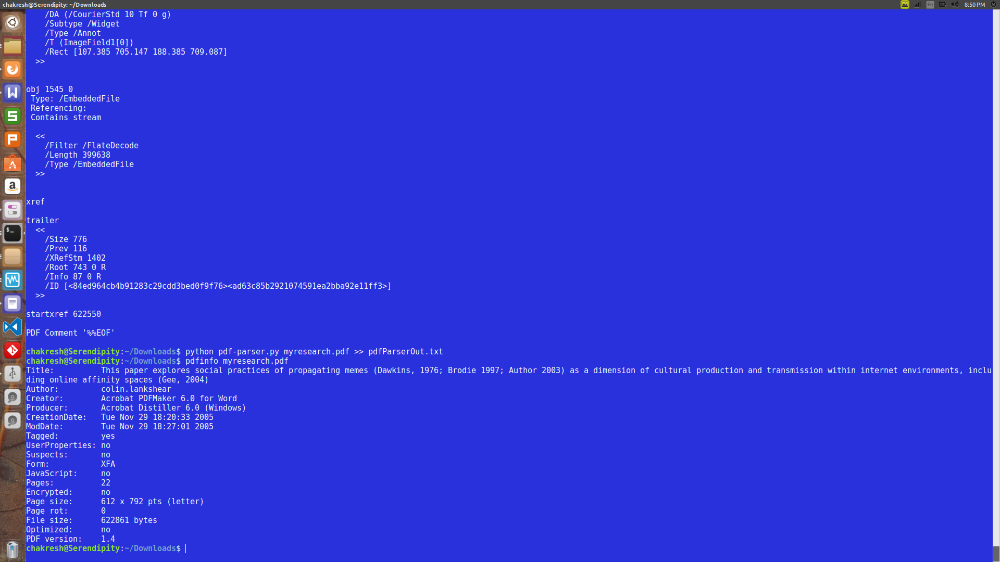 chakresh@Serendipity: ~/Downloads
En
8:50 PM
/DA (/CourierStd 10 Tf 0 g)
/Subtype /Widget
/Type /Annot
/T (ImageField1[0])
/Rect [107.385 705.147 188.385 709.087]
>>
obj 1545 0
Type: /EmbeddedFile
Referencing:
Contains stream
<<
/Filter /FlateDecode
/Length 399638
/Type /EmbeddedFile
>>
xref
trailer
<<
/Size 776
/Prev 116
/XRefStm 1402
/Root 743 0 R
/Info 87 0 R
/ID [<84ed964cb4b91283c29cdd3bed0f9f76><ad63c85b2921074591ea2bba92e11ff3>]
>>
startxref 622550
PDF Comment '%%EOF'
chakresh@Serendipity:~/Downloads$ python pdf-parser.py myresearch.pdf >> pdfParserOut.txt
chakresh@Serendipity:~/Downloads$ pdfinfo myresearch.pdf
Title: This paper explores social practices of propagating memes (Dawkins, 1976; Brodie 1997; Author 2003) as a dimension of cultural production and transmission within internet environments, inclu
ding online affinity spaces (Gee, 2004)
Author: colin.lankshear
Creator: Acrobat PDFMaker 6.0 for Word
Producer: Acrobat Distiller 6.0 (Windows)
CreationDate: Tue Nov 29 18:20:33 2005
ModDate: Tue Nov 29 18:27:01 2005
Tagged: yes
UserProperties: no
Suspects: no
Form: XFA
JavaScript: no
Pages: 22
Encrypted: no
Page size: 612 x 792 pts (letter)
Page rot: 0
File size: 622861 bytes
Optimized: no
PDF version: 1.4
chakresh@Serendipity:~/Downloads$